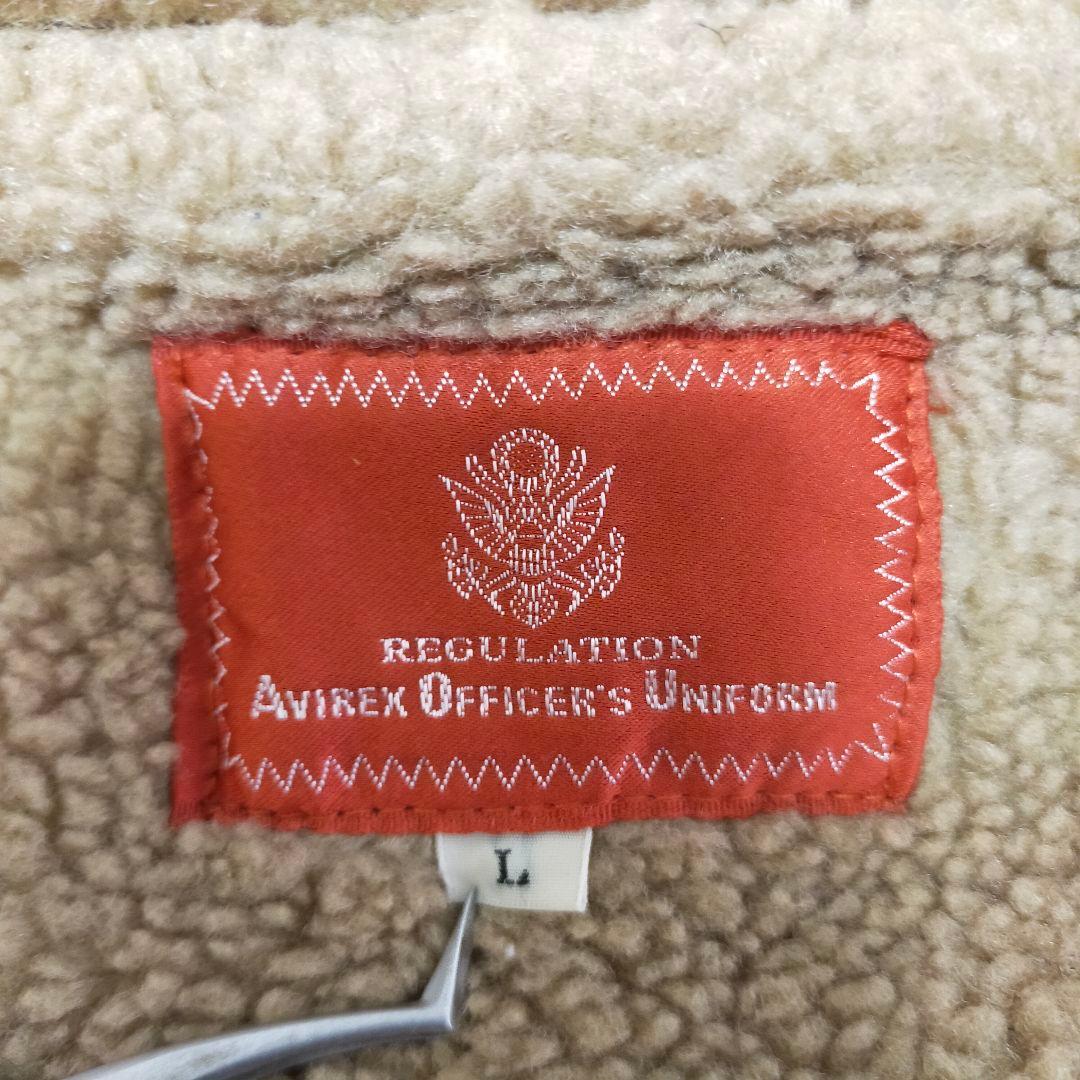 REGULATION
AVIREX OFFICER'S UNIFORM
L